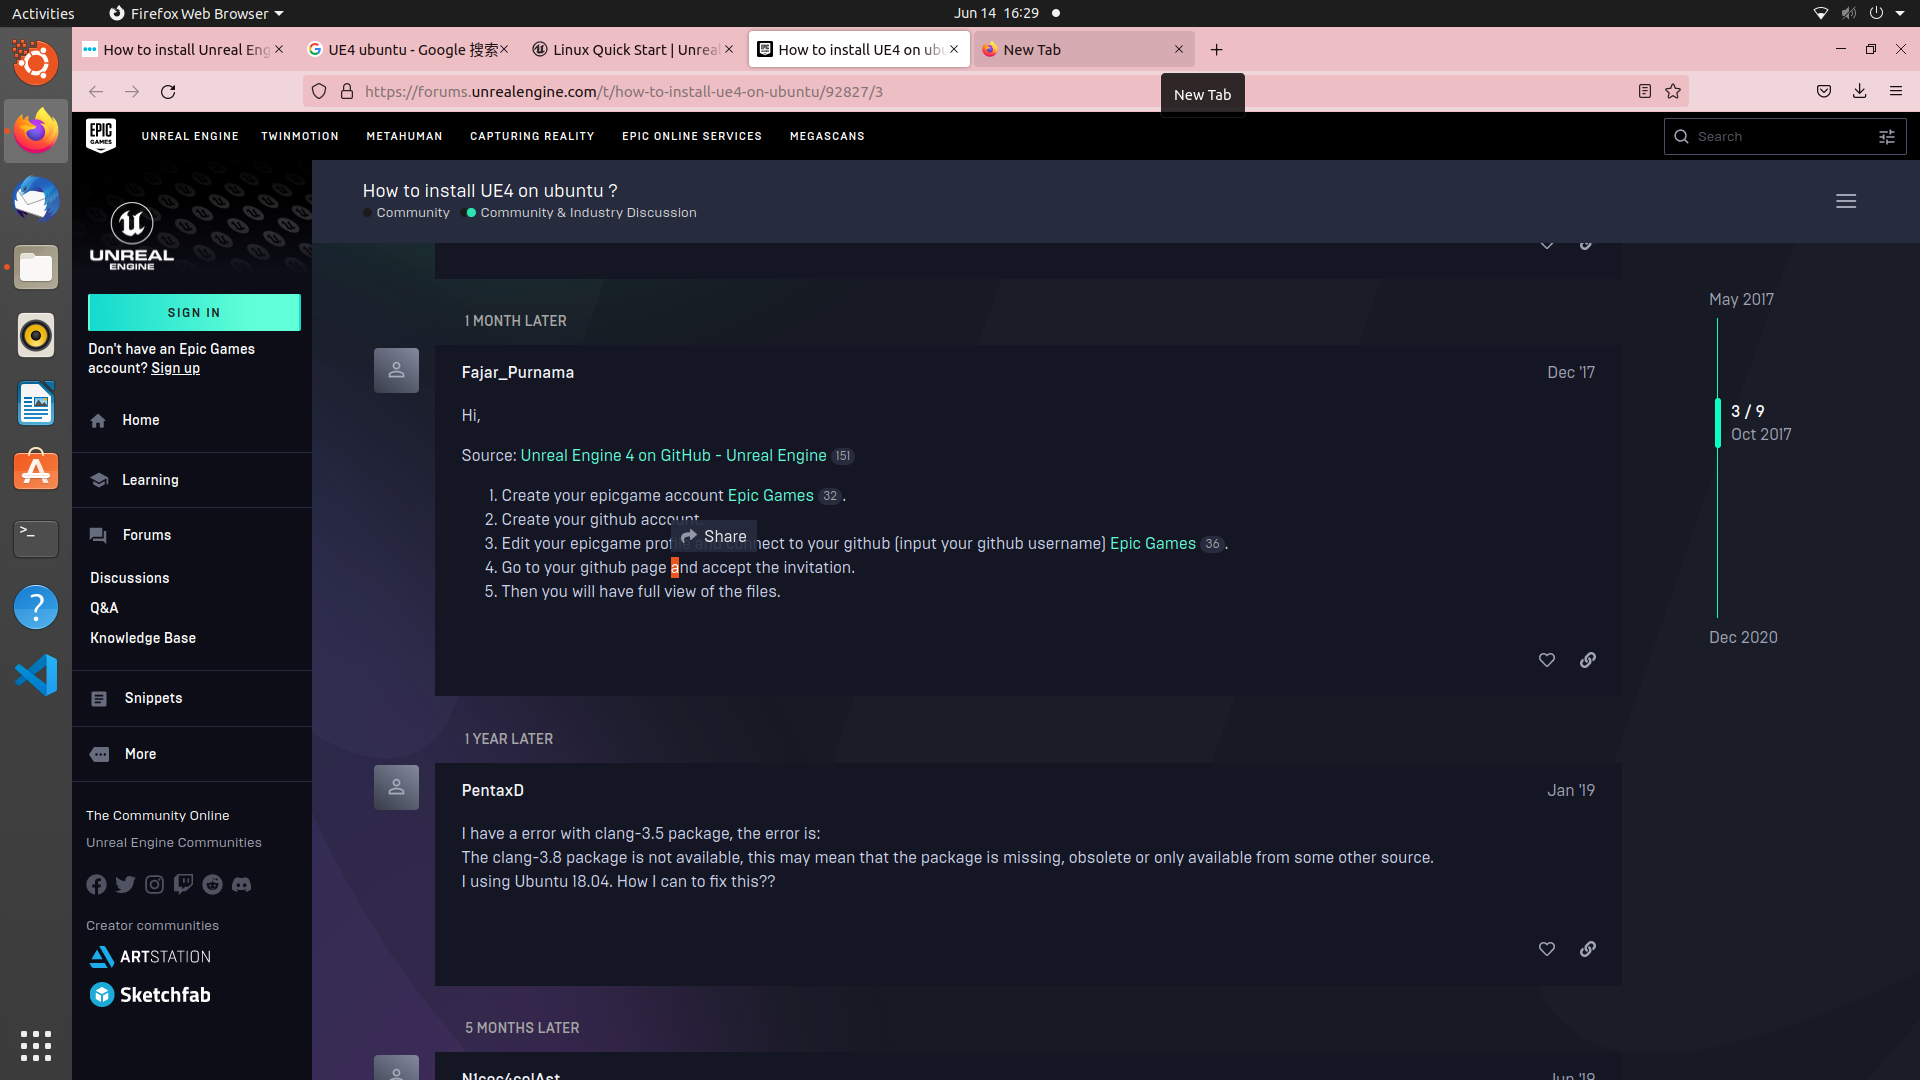 Activities
Firefox Web Browser
Jun 14 16:29
How to install Unreal Eng
UE4 ubuntu - Google 搜索
Linux Quick Start | Unreal
How to install UE4 on ubu
New Tab
https://forums.unrealengine.com/t/how-to-install-ue4-on-ubuntu/92827/3
New Tab
EPIC GAMES
UNREAL ENGINE
TWINMOTION
METAHUMAN
CAPTURING REALITY
EPIC ONLINE SERVICES
MEGASCANS
Search
UNREAL
ENGINE
SIGN IN
Don't have an Epic Games
account? Sign up
Home
Learning
Forums
Discussions
Q&A
Knowledge Base
Snippets
More
The Community Online
Unreal Engine Communities
Creator communities
ARTSTATION
Sketchfab
How to install UE4 on ubuntu ?
Community
Community & Industry Discussion
1 MONTH LATER
Fajar_Purnama
Dec '17
Hi,
Source: Unreal Engine 4 on GitHub - Unreal Engine 151
1. Create your epicgame account Epic Games 32 .
2. Create your github account.
Share
3. Edit your epicgame profile and connect to your github (input your github username) Epic Games 36 .
4. Go to your github page and accept the invitation.
5. Then you will have full view of the files.
1 YEAR LATER
PentaxD
Jan '19
I have a error with clang-3.5 package, the error is:
The clang-3.8 package is not available, this may mean that the package is missing, obsolete or only available from some other source.
I using Ubuntu 18.04. How I can to fix this??
5 MONTHS LATER
Jun '19
May 2017
3 / 9
Oct 2017
Dec 2020